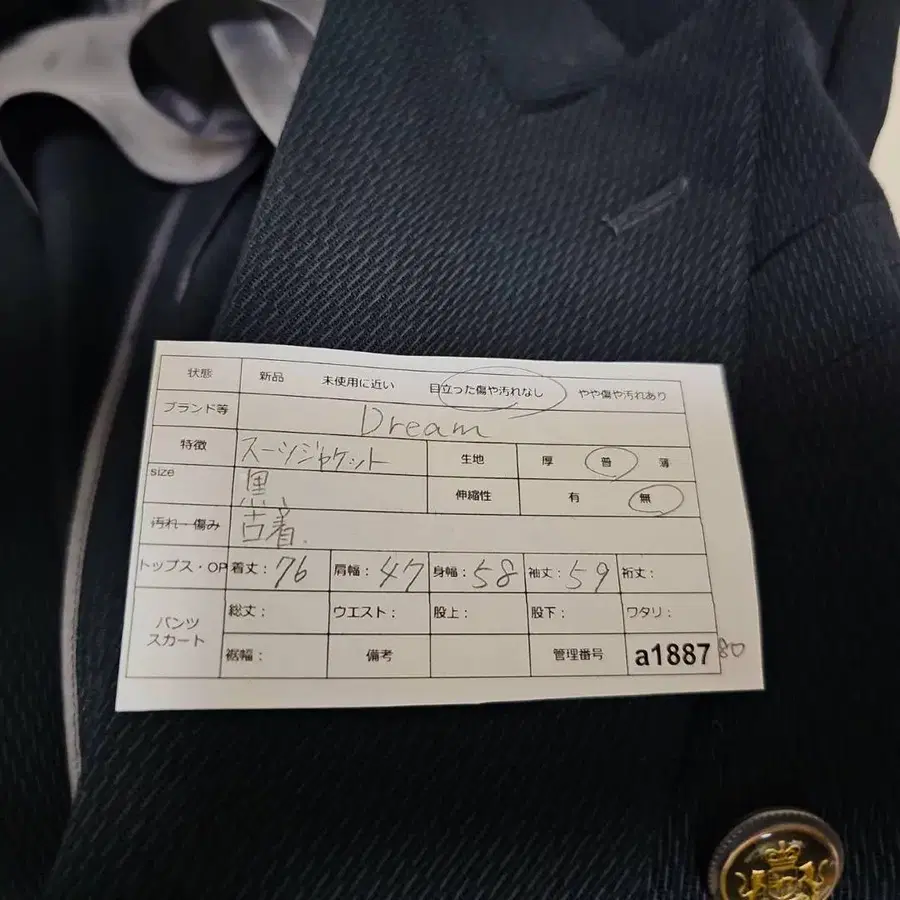 状態 新品 未使用に近い 目立った傷や汚れなし やや傷や汚れあり
ブランド等 Dream
特徴 スーツジャケット 生地 厚 普 薄
size 黒 伸縮性 有 無
汚れ・傷み 古着.
トップス・OP 着丈：76 肩幅：47 身幅：58 袖丈：59 裄丈：
パンツ スカート 総丈： ウエスト： 股上： 股下： ワタリ：
裾幅： 備考 管理番号 a1887 80